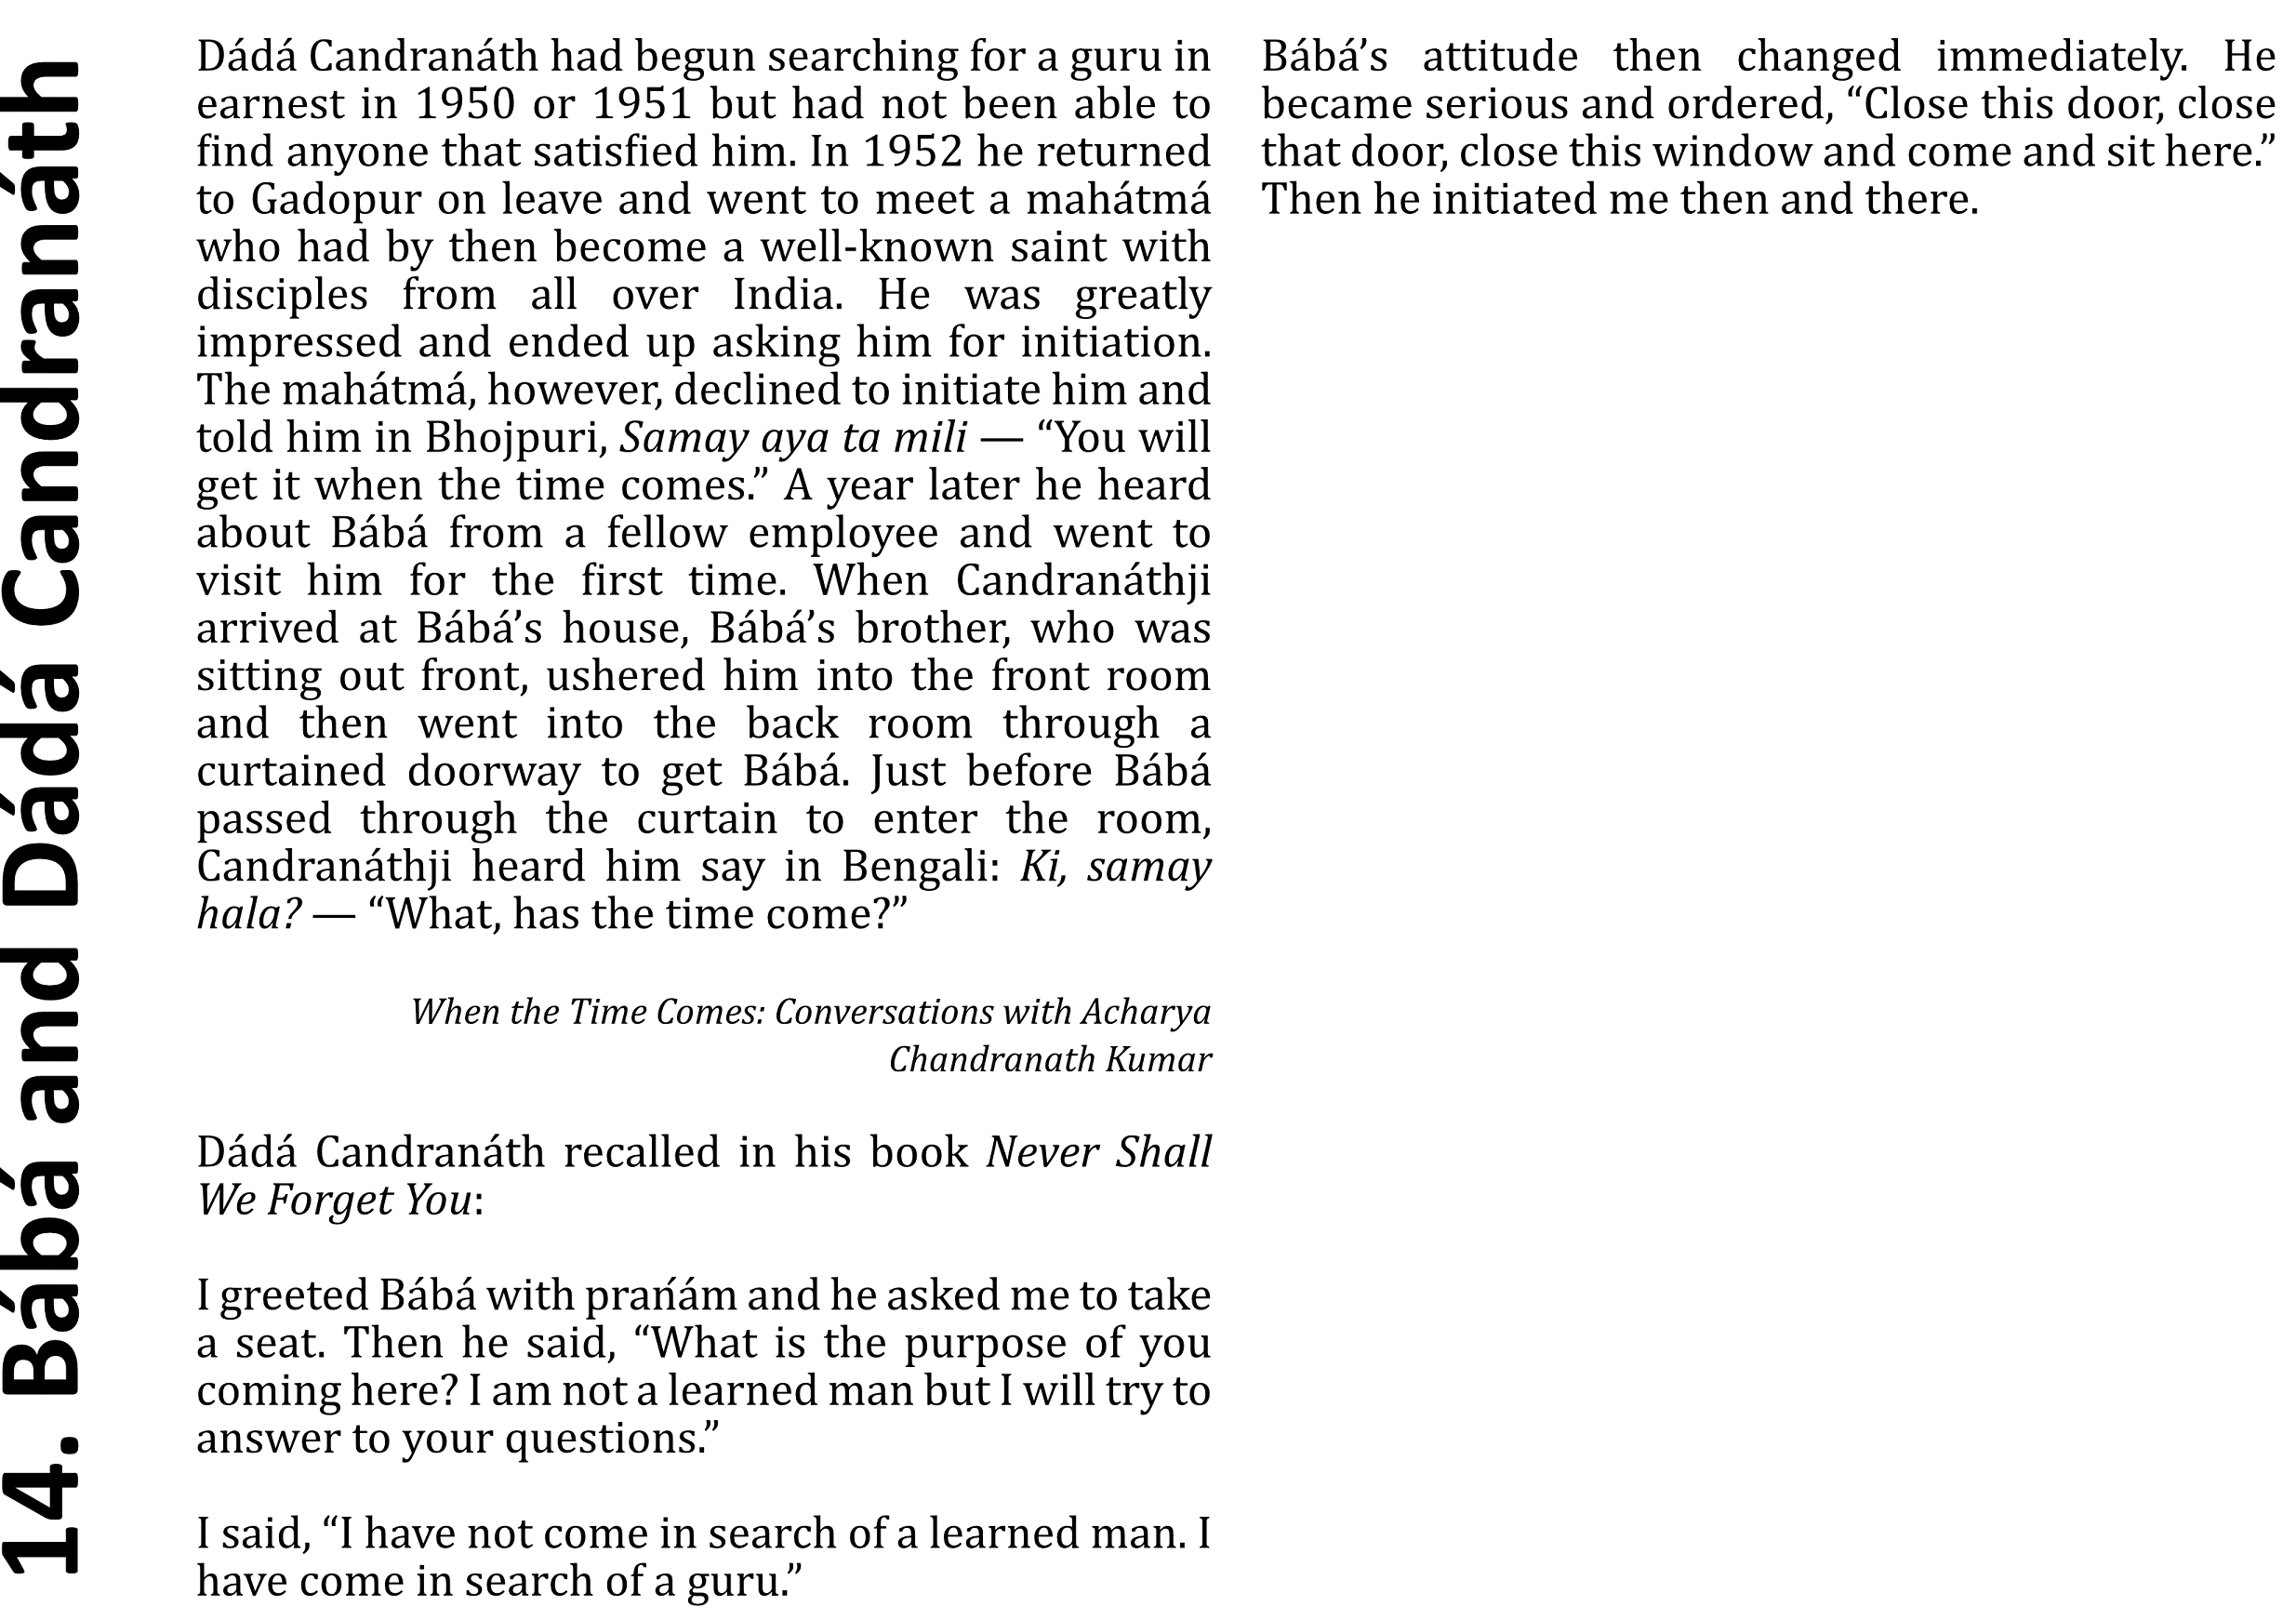 14. Bábá and Dádá Candranáth
Dádá Candranáth had begun searching for a guru in
earnest in 1950 or 1951 but had not been able to
find anyone that satisfied him. In 1952 he returned
to Gadopur on leave and went to meet a mahátmá
who had by then become a well-known saint with
disciples from all over India. He was greatly
impressed and ended up asking him for initiation.
The mahátmá, however, declined to initiate him and
told him in Bhojpuri, Samay aya ta mili — “You will
get it when the time comes.” A year later he heard
about Bábá from a fellow employee and went to
visit him for the first time. When Candranáthji
arrived at Bábá’s house, Bábá’s brother, who was
sitting out front, ushered him into the front room
and then went into the back room through a
curtained doorway to get Bábá. Just before Bábá
passed through the curtain to enter the room,
Candranáthji heard him say in Bengali: Ki, samay
hala? — “What, has the time come?”
When the Time Comes: Conversations with Acharya
Chandranath Kumar
Dádá Candranáth recalled in his book Never Shall
We Forget You:
I greeted Bábá with prańám and he asked me to take
a seat. Then he said, “What is the purpose of you
coming here? I am not a learned man but I will try to
answer to your questions.”
I said, “I have not come in search of a learned man. I
have come in search of a guru.”
Bábá’s attitude then changed immediately. He
became serious and ordered, “Close this door, close
that door, close this window and come and sit here.”
Then he initiated me then and there.